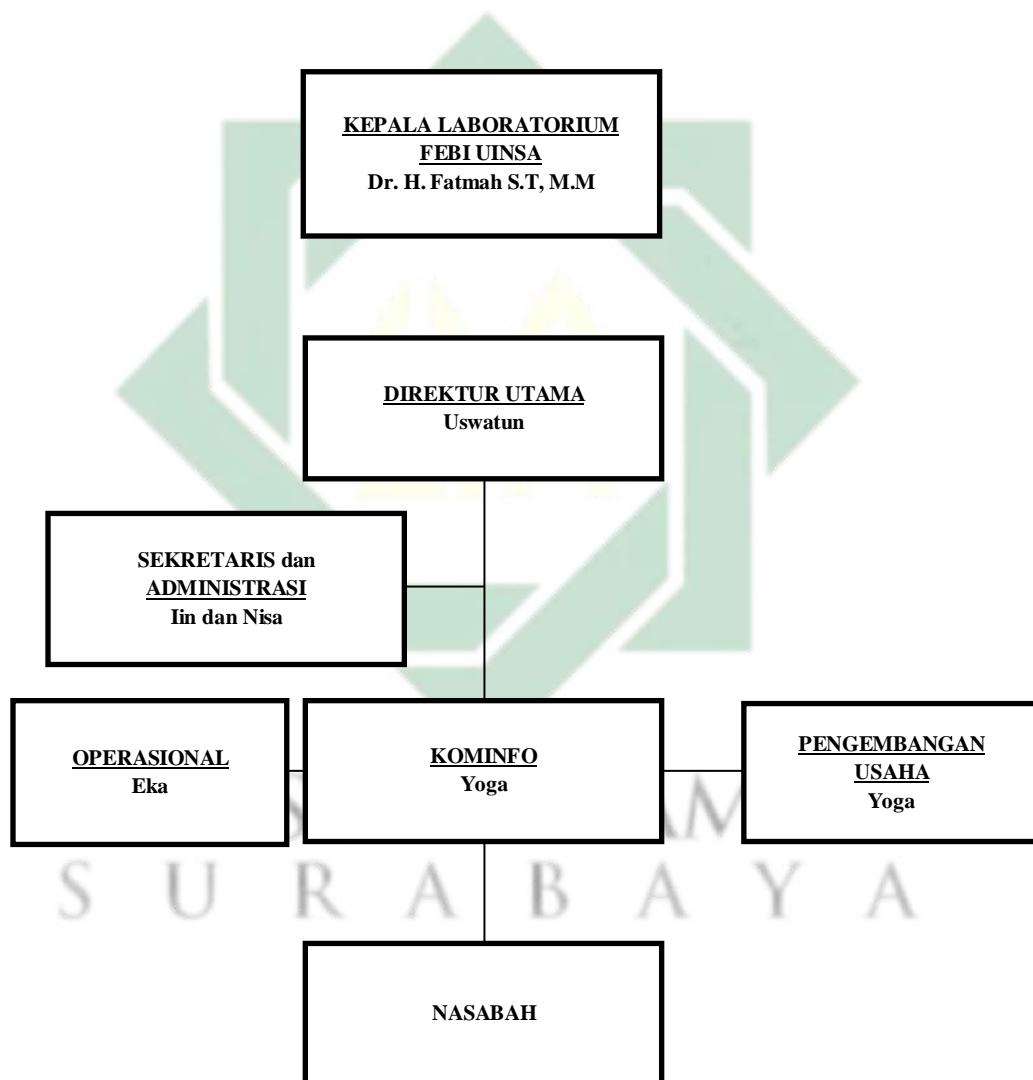 KEPALA LABORATORIUM
FEBI UINSA
Dr. H. Fatmah S.T, M.M
DIREKTUR UTAMA
Uswatun
SEKRETARIS dan
ADMINISTRASI
Iin dan Nisa
OPERASIONAL
Eka
KOMINFO
Yoga
PENGEMBANGAN
USAHA
Yoga
SURABAYA
NASABAH